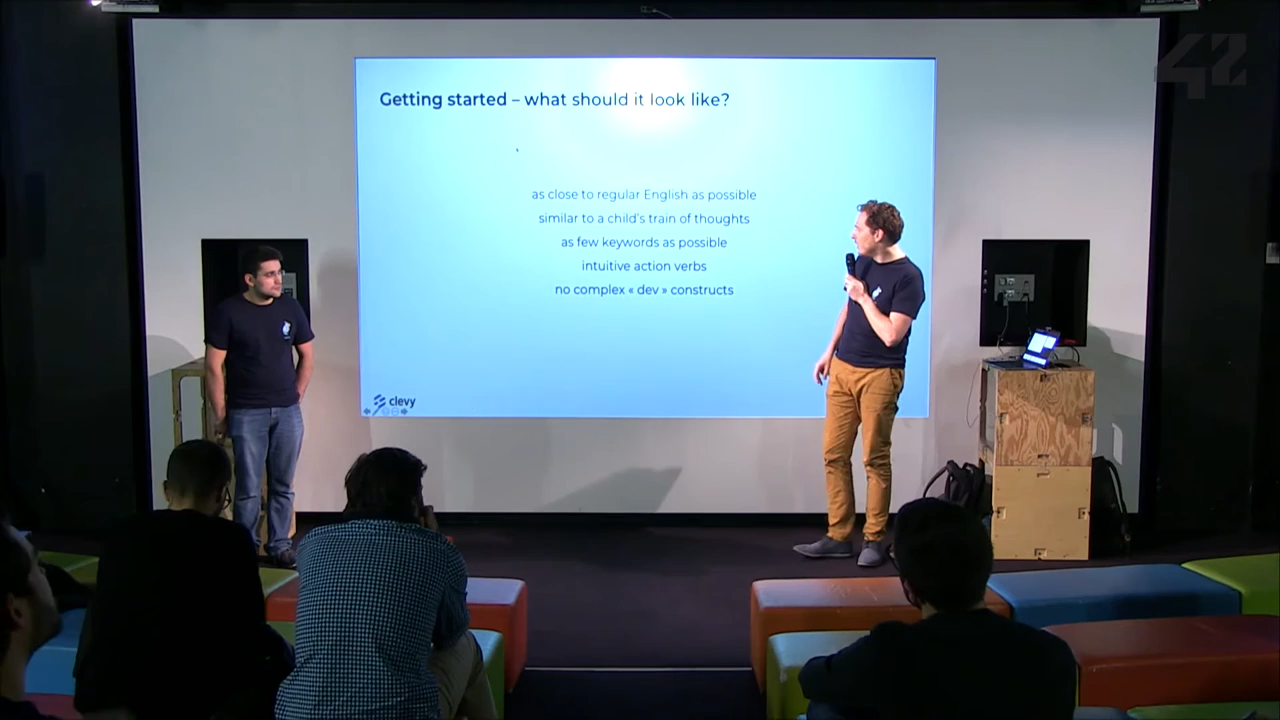 42
Getting started – what should it look like?
as close to regular English as possible
similar to a child's train of thoughts
as few keywords as possible
intuitive action verbs
no complex « dev » constructs
clevy